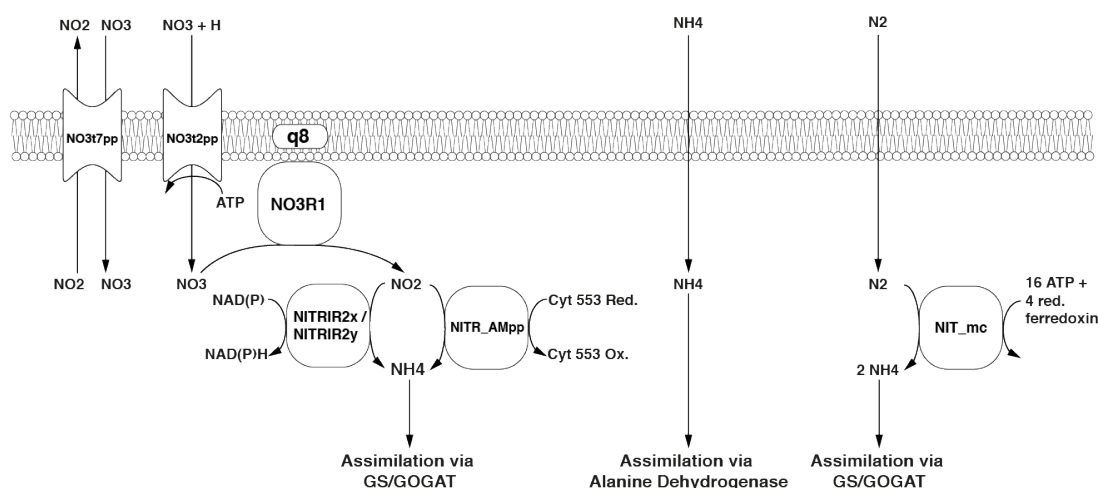 NO2 NO3 NO3 + H NH4 N2
NO3t7pp NO3t2pp q8
ATP NO3R1
NO2 NO3 NO3 NO2 NH4 N2
NAD(P) NITRIR2x / NITR_AMpp Cyt 553 Red. NIT_mc 16 ATP +
NITRIR2y 4 red.
ferredoxin
NAD(P)H Cyt 553 Ox.
NH4 2 NH4
Assimilation via Assimilation via Assimilation via
GS/GOGAT Alanine Dehydrogenase GS/GOGAT